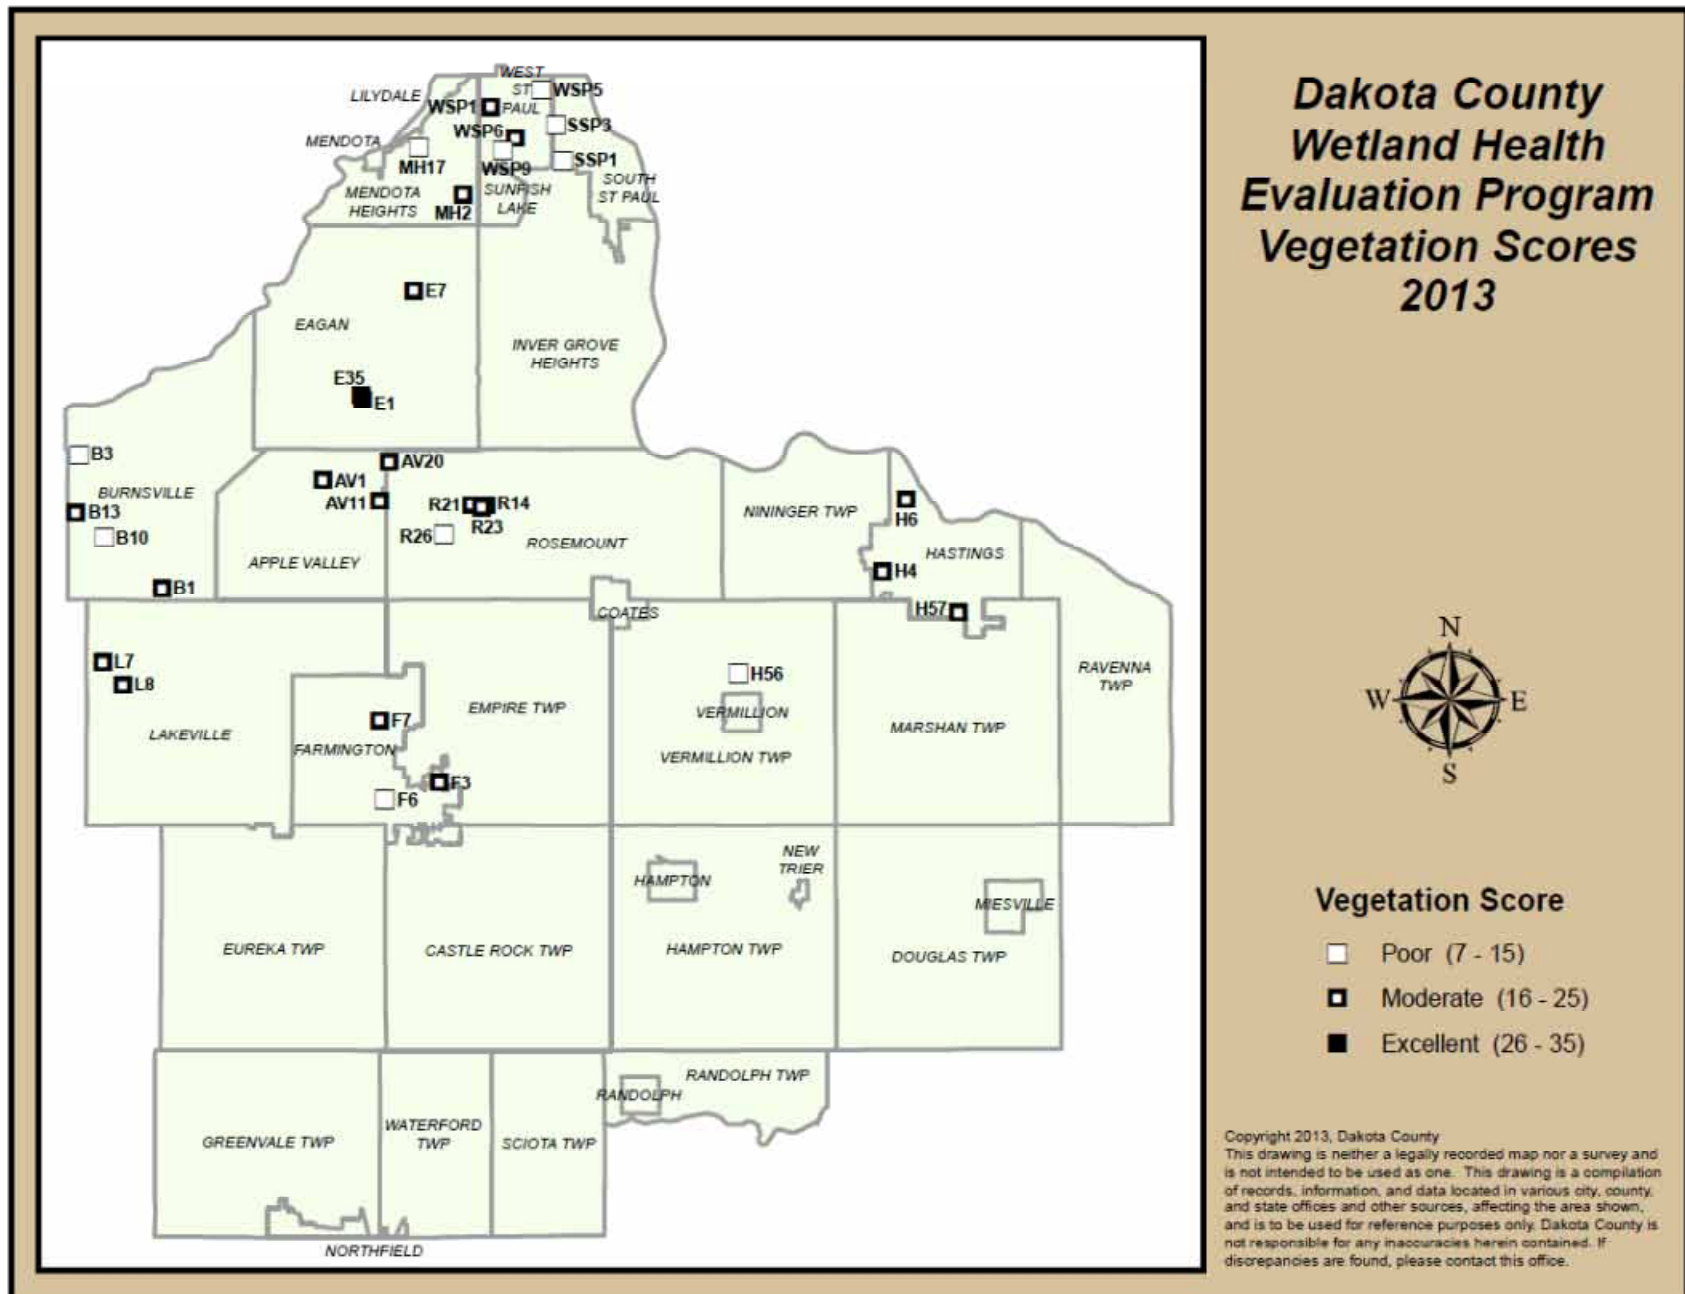 Dakota County
Wetland Health
Evaluation Program
Vegetation Scores
2013
WEST
ST
PAUL
WSP5
LILYDALE
WSP1
SSP3
WSP6
MENDOTA
MH17
WSP9
SSP1
SOUTH
ST PAUL
MENDOTA
HEIGHTS
MH2
SUNFISH
LAKE
E7
EAGAN
INVER GROVE
HEIGHTS
E35
E1
B3
AV20
BURNSVILLE
AV1
AV11
R21
R14
R23
B13
B10
R26
ROSEMOUNT
NININGER TWP
H6
HASTINGS
APPLE VALLEY
H4
B1
COATES
H57
L7
L8
H56
RAVENNA
TWP
EMPIRE TWP
VERMILLION
F7
LAKEVILLE
FARMINGTON
MARSHAN TWP
VERMILLION TWP
F3
F6
NEW
TRIER
HAMPTON
MIESVILLE
EUREKA TWP
CASTLE ROCK TWP
HAMPTON TWP
DOUGLAS TWP
RANDOLPH TWP
RANDOLPH
GREENVALE TWP
WATERFORD
TWP
SCIOTA TWP
NORTHFIELD
N
W
E
S
Vegetation Score
Poor (7 - 15)
Moderate (16 - 25)
Excellent (26 - 35)
Copyright 2013, Dakota County
This drawing is neither a legally recorded map nor a survey and
is not intended to be used as one. This drawing is a compilation
of records, information, and data located in various city, county,
and state offices and other sources, affecting the area shown,
and is to be used for reference purposes only. Dakota County is
not responsible for any inaccuracies herein contained. If
discrepancies are found, please contact this office.